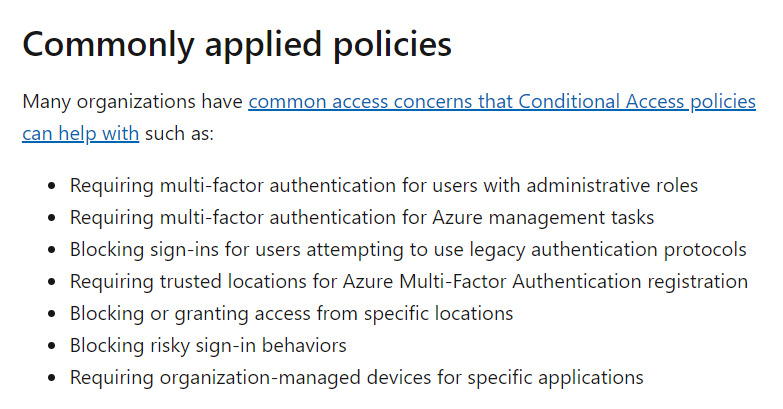 Commonly applied policies
Many organizations have common access concerns that Conditional Access policies
can help with such as:
• Requiring multi-factor authentication for users with administrative roles
• Requiring multi-factor authentication for Azure management tasks
• Blocking sign-ins for users attempting to use legacy authentication protocols
• Requiring trusted locations for Azure Multi-Factor Authentication registration
• Blocking or granting access from specific locations
• Blocking risky sign-in behaviors
• Requiring organization-managed devices for specific applications